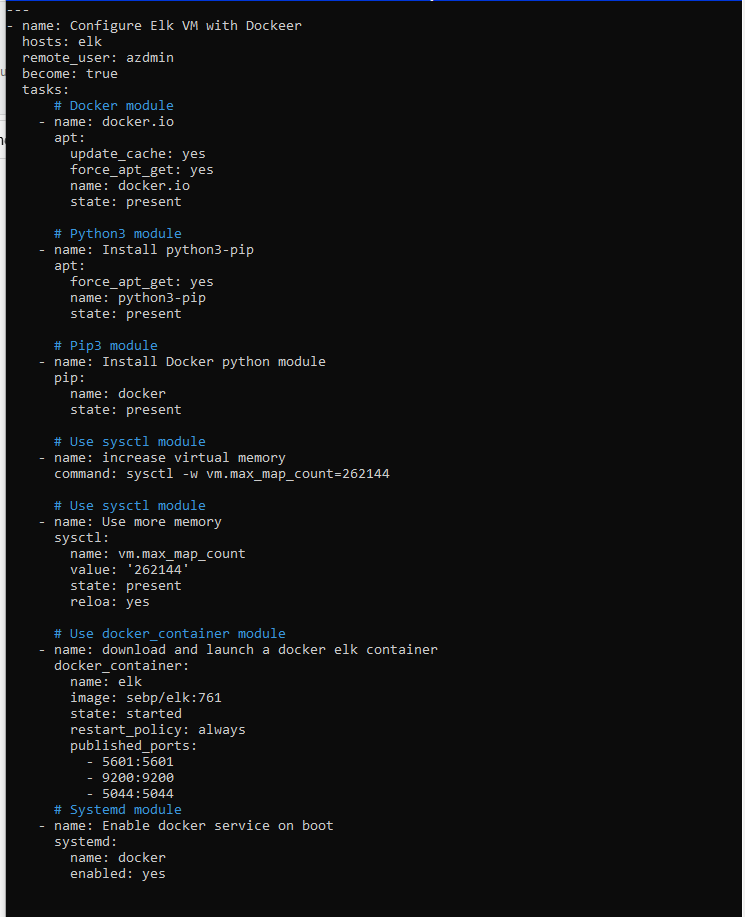 ---
- name: Configure Elk VM with Dockeer
  hosts: elk
  remote_user: azdmin
  become: true
  tasks:
      # Docker module
    - name: docker.io
      apt:
        update_cache: yes
        force_apt_get: yes
        name: docker.io
        state: present

      # Python3 module
    - name: Install python3-pip
      apt:
        force_apt_get: yes
        name: python3-pip
        state: present

      # Pip3 module
    - name: Install Docker python module
      pip:
        name: docker
        state: present

      # Use sysctl module
    - name: increase virtual memory
      command: sysctl -w vm.max_map_count=262144

      # Use sysctl module
    - name: Use more memory
      sysctl:
        name: vm.max_map_count
        value: '262144'
        state: present
        reloa: yes

      # Use docker_container module
    - name: download and launch a docker elk container
      docker_container:
        name: elk
        image: sebp/elk:761
        state: started
        restart_policy: always
        published_ports:
          - 5601:5601
          - 9200:9200
          - 5044:5044
      # Systemd module
    - name: Enable docker service on boot
      systemd:
        name: docker
        enabled: yes